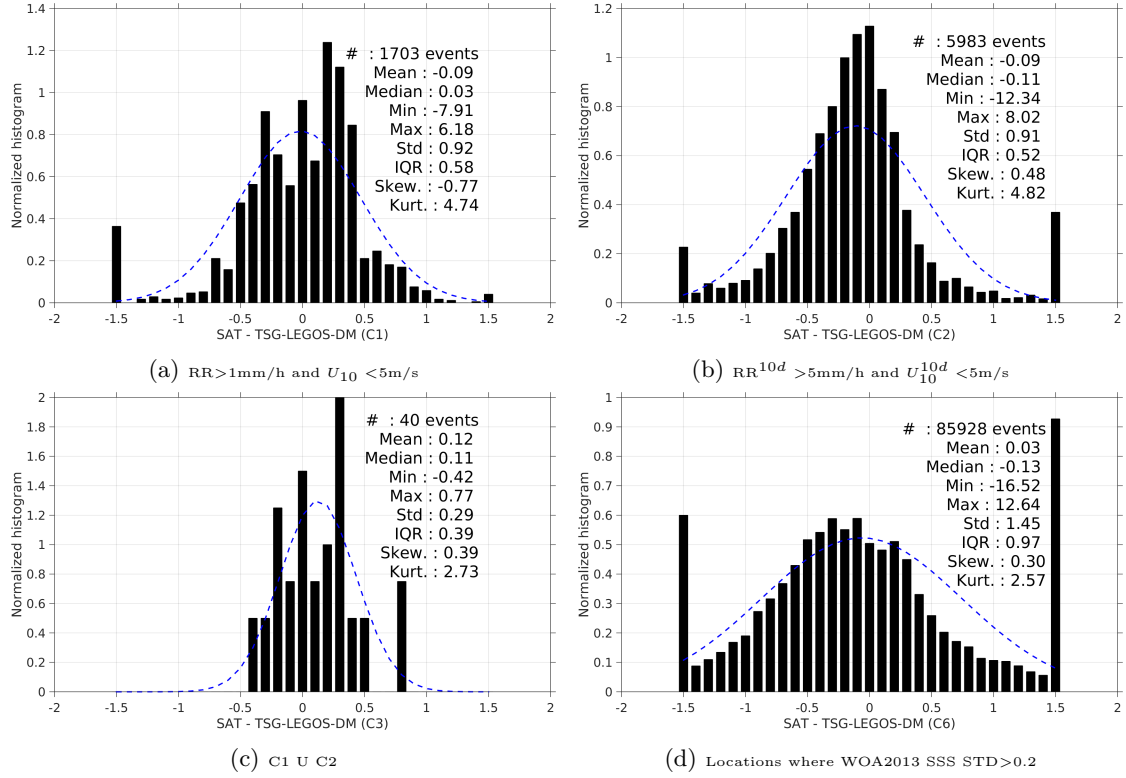 1.4
1.2
1
0.8
0.6
0.4
0.2
0
Normalized histogram
# : 1703 events
Mean : -0.09
Median : 0.03
Min : -7.91
Max : 6.18
Std : 0.92
IQR : 0.58
Skew. : -0.77
Kurt. : 4.74
-2 -1.5 -1 -0.5 0 0.5 1 1.5 2
SAT - TSG-LEGOS-DM (C1)
(a) RR>1mm/h and U10 <5m/s
1.2
1
0.8
0.6
0.4
0.2
0
Normalized histogram
# : 5983 events
Mean : -0.09
Median : -0.11
Min : -12.34
Max : 8.02
Std : 0.91
IQR : 0.52
Skew. : 0.48
Kurt. : 4.82
-2 -1.5 -1 -0.5 0 0.5 1 1.5 2
SAT - TSG-LEGOS-DM (C2)
(b) RR^10d >5mm/h and U10^10d <5m/s
2
1.8
1.6
1.4
1.2
1
0.8
0.6
0.4
0.2
0
Normalized histogram
# : 40 events
Mean : 0.12
Median : 0.11
Min : -0.42
Max : 0.77
Std : 0.29
IQR : 0.39
Skew. : 0.39
Kurt. : 2.73
-2 -1.5 -1 -0.5 0 0.5 1 1.5 2
SAT - TSG-LEGOS-DM (C3)
(c) C1 U C2
1
0.9
0.8
0.7
0.6
0.5
0.4
0.3
0.2
0.1
0
Normalized histogram
# : 85928 events
Mean : 0.03
Median : -0.13
Min : -16.52
Max : 12.64
Std : 1.45
IQR : 0.97
Skew. : 0.30
Kurt. : 2.57
-2 -1.5 -1 -0.5 0 0.5 1 1.5 2
SAT - TSG-LEGOS-DM (C6)
(d) Locations where WOA2013 SSS STD>0.2